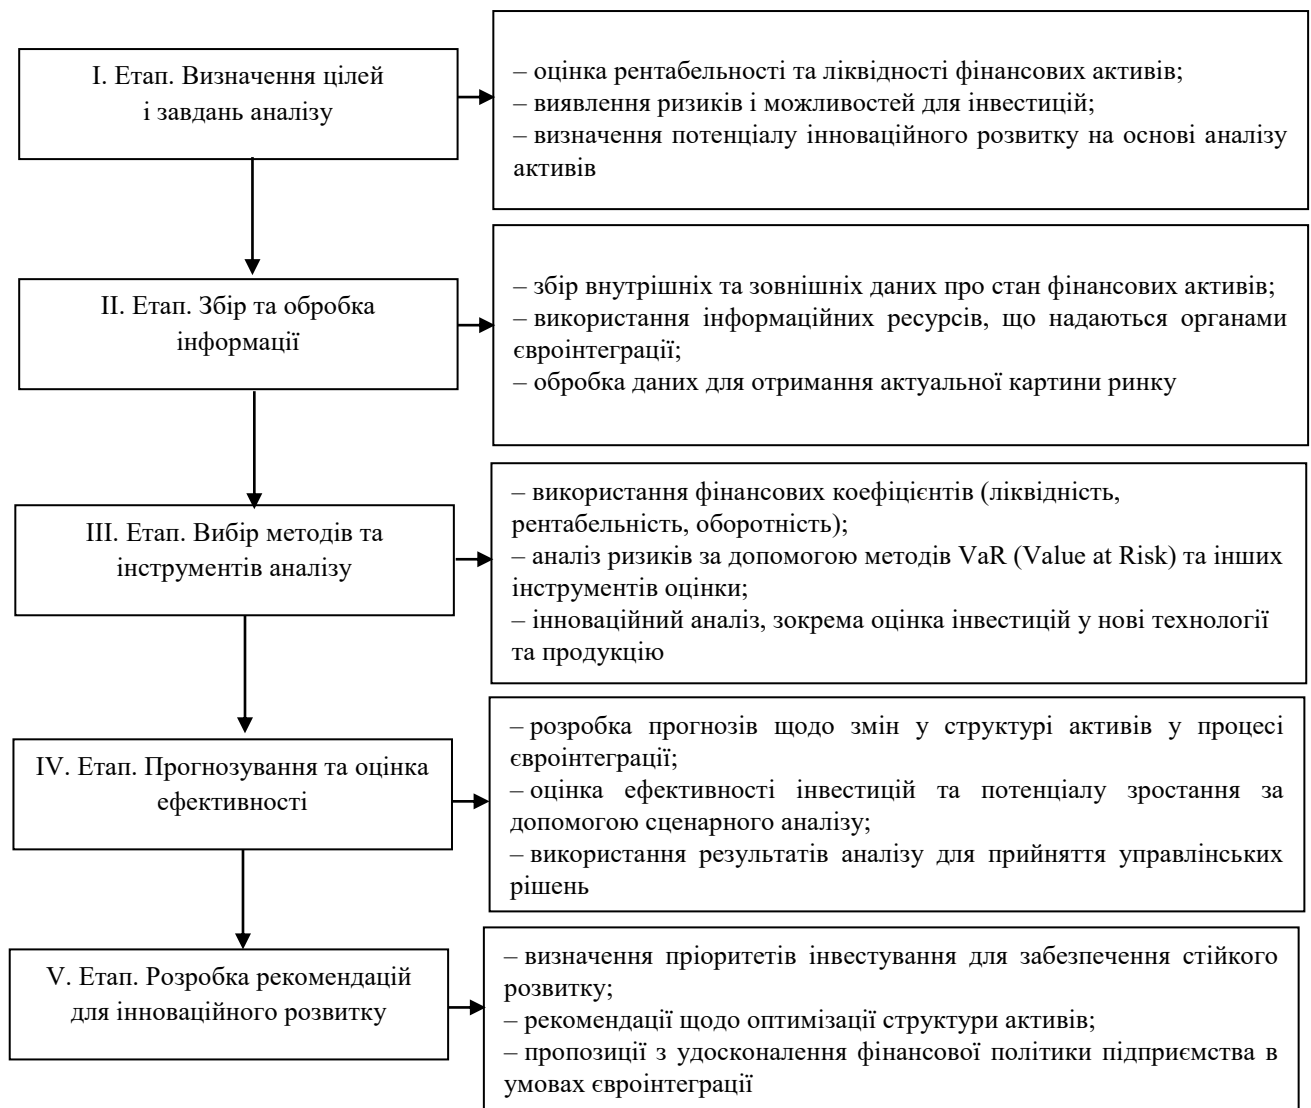 I. Етап. Визначення цілей
і завдань аналізу
– оцінка рентабельності та ліквідності фінансових активів;
– виявлення ризиків і можливостей для інвестицій;
– визначення потенціалу інноваційного розвитку на основі аналізу
активів
II. Етап. Збір та обробка
інформації
– збір внутрішніх та зовнішніх даних про стан фінансових активів;
– використання інформаційних ресурсів, що надаються органами
євроінтеграції;
– обробка даних для отримання актуальної картини ринку
III. Етап. Вибір методів та
інструментів аналізу
– використання фінансових коефіцієнтів (ліквідність,
рентабельність, оборотність);
– аналіз ризиків за допомогою методів VaR (Value at Risk) та інших
інструментів оцінки;
– інноваційний аналіз, зокрема оцінка інвестицій у нові технології
та продукцію
IV. Етап. Прогнозування та оцінка
ефективності
– розробка прогнозів щодо змін у структурі активів у процесі
євроінтеграції;
– оцінка ефективності інвестицій та потенціалу зростання за
допомогою сценарного аналізу;
– використання результатів аналізу для прийняття управлінських
рішень
V. Етап. Розробка рекомендацій
для інноваційного розвитку
– визначення пріоритетів інвестування для забезпечення стійкого
розвитку;
– рекомендації щодо оптимізації структури активів;
– пропозиції з удосконалення фінансової політики підприємства в
умовах євроінтеграції